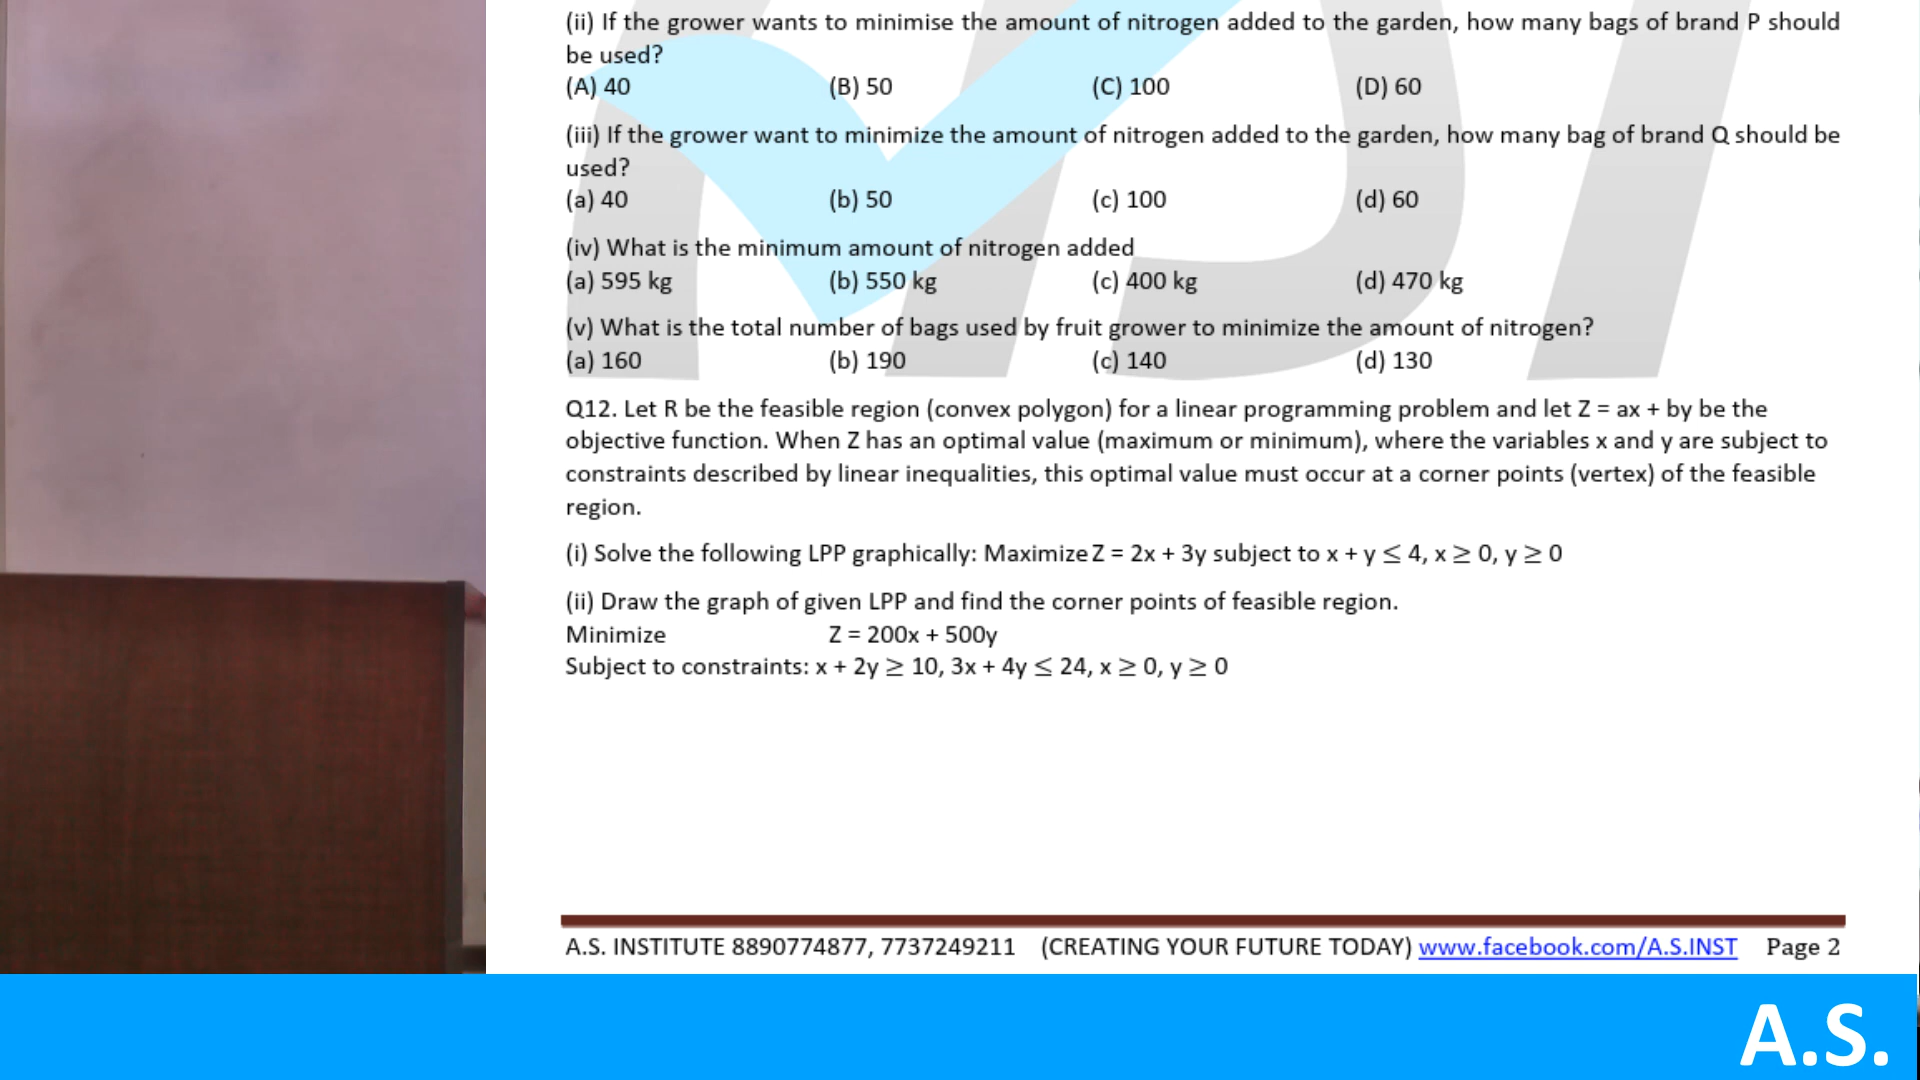 (ii) If the grower wants to minimise the amount of nitrogen added to the garden, how many bags of brand P should
be used?
(A) 40 (B) 50 (C) 100 (D) 60
(iii) If the grower want to minimize the amount of nitrogen added to the garden, how many bag of brand Q should be
used?
(a) 40 (b) 50 (c) 100 (d) 60
(iv) What is the minimum amount of nitrogen added
(a) 595 kg (b) 550 kg (c) 400 kg (d) 470 kg
(v) What is the total number of bags used by fruit grower to minimize the amount of nitrogen?
(a) 160 (b) 190 (c) 140 (d) 130
Q12. Let R be the feasible region (convex polygon) for a linear programming problem and let Z = ax + by be the
objective function. When Z has an optimal value (maximum or minimum), where the variables x and y are subject to
constraints described by linear inequalities, this optimal value must occur at a corner points (vertex) of the feasible
region.
(i) Solve the following LPP graphically: Maximize Z = 2x + 3y subject to x + y ≤ 4, x ≥ 0, y ≥ 0
(ii) Draw the graph of given LPP and find the corner points of feasible region.
Minimize Z = 200x + 500y
Subject to constraints: x + 2y ≥ 10, 3x + 4y ≤ 24, x ≥ 0, y ≥ 0
A.S. INSTITUTE 8890774877, 7737249211 (CREATING YOUR FUTURE TODAY) www.facebook.com/A.S.INST Page 2
A.S.